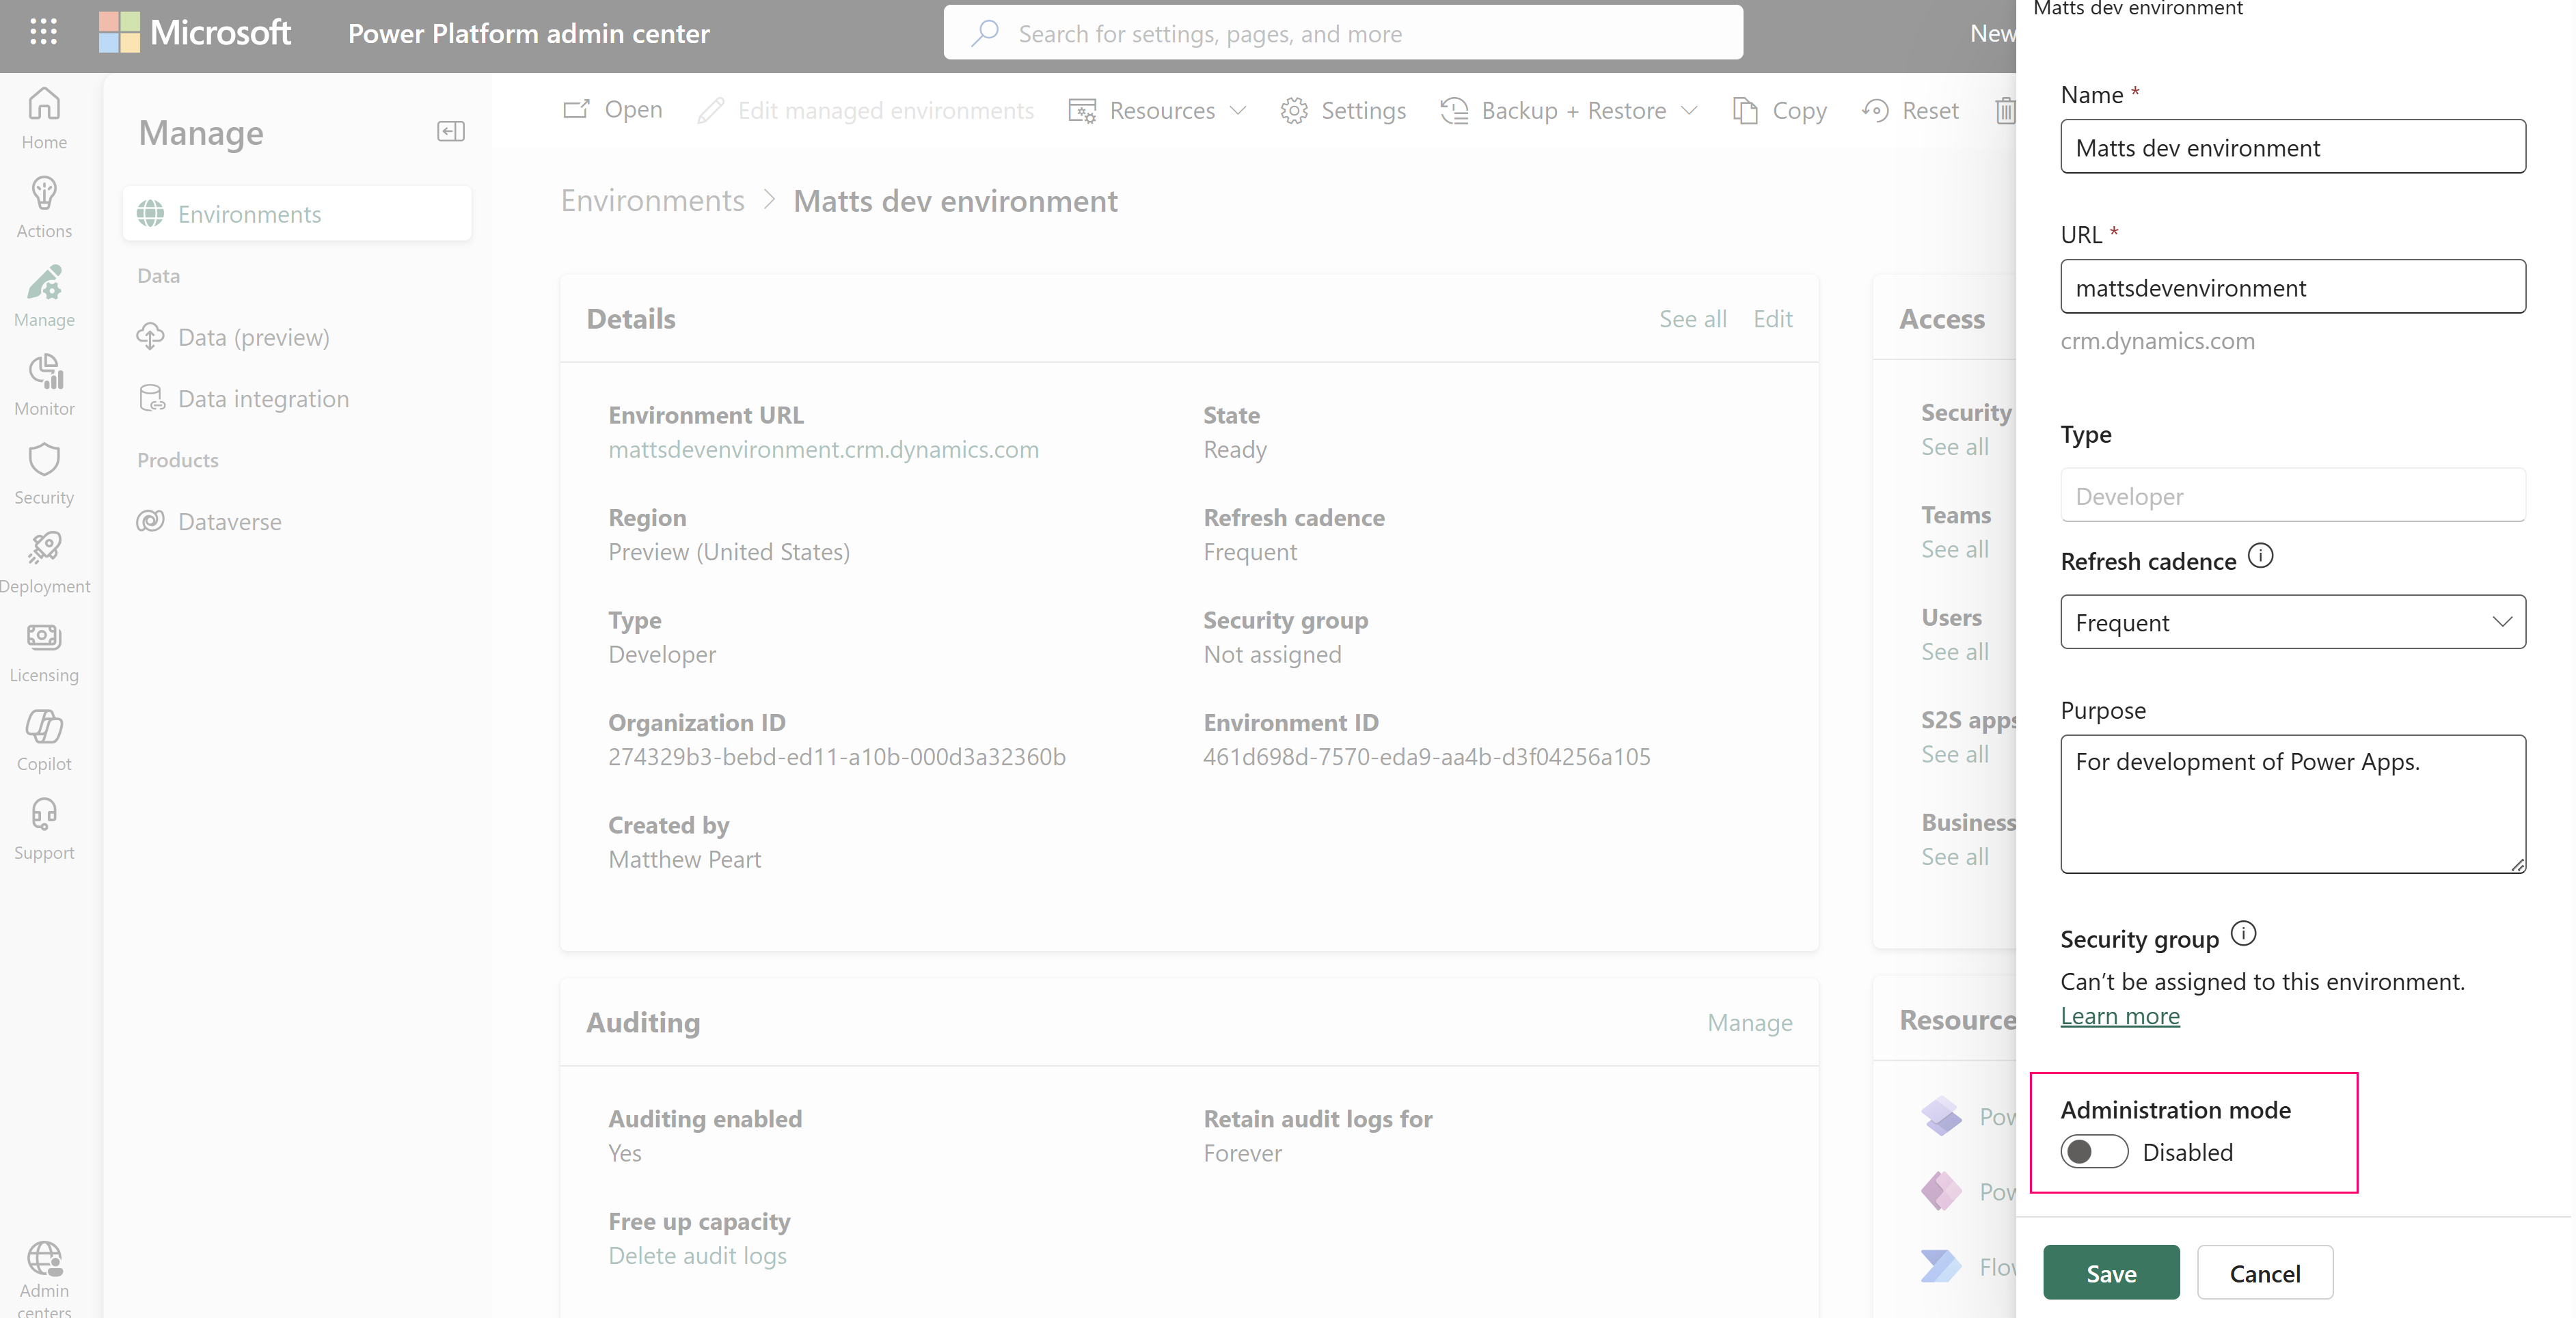 Microsoft
Power Platform admin center
Search for settings, pages, and more
New
Home
Actions
Manage
Monitor
Security
Deployment
Licensing
Copilot
Support
Admin
centers
Manage
Environments
Data
Data (preview)
Data integration
Products
Dataverse
Open
Edit managed environments
Resources
Settings
Backup + Restore
Copy
Reset
Environments > Matts dev environment
Details
See all
Edit
Environment URL
mattsdevenvironment.crm.dynamics.com
State
Ready
Region
Preview (United States)
Refresh cadence
Frequent
Type
Developer
Security group
Not assigned
Organization ID
274329b3-bebd-ed11-a10b-000d3a32360b
Environment ID
461d698d-7570-eda9-aa4b-d3f04256a105
Created by
Matthew Peart
Auditing
Manage
Auditing enabled
Yes
Retain audit logs for
Forever
Free up capacity
Delete audit logs
Access
Security
See all
Teams
See all
Users
See all
S2S apps
See all
Business
See all
Resource
Pow
Pow
Flow
Matts dev environment
Name *
Matts dev environment
URL *
mattsdevenvironment
crm.dynamics.com
Type
Developer
Refresh cadence
Frequent
Purpose
For development of Power Apps.
Security group
Can't be assigned to this environment.
Learn more
Administration mode
Disabled
Save
Cancel